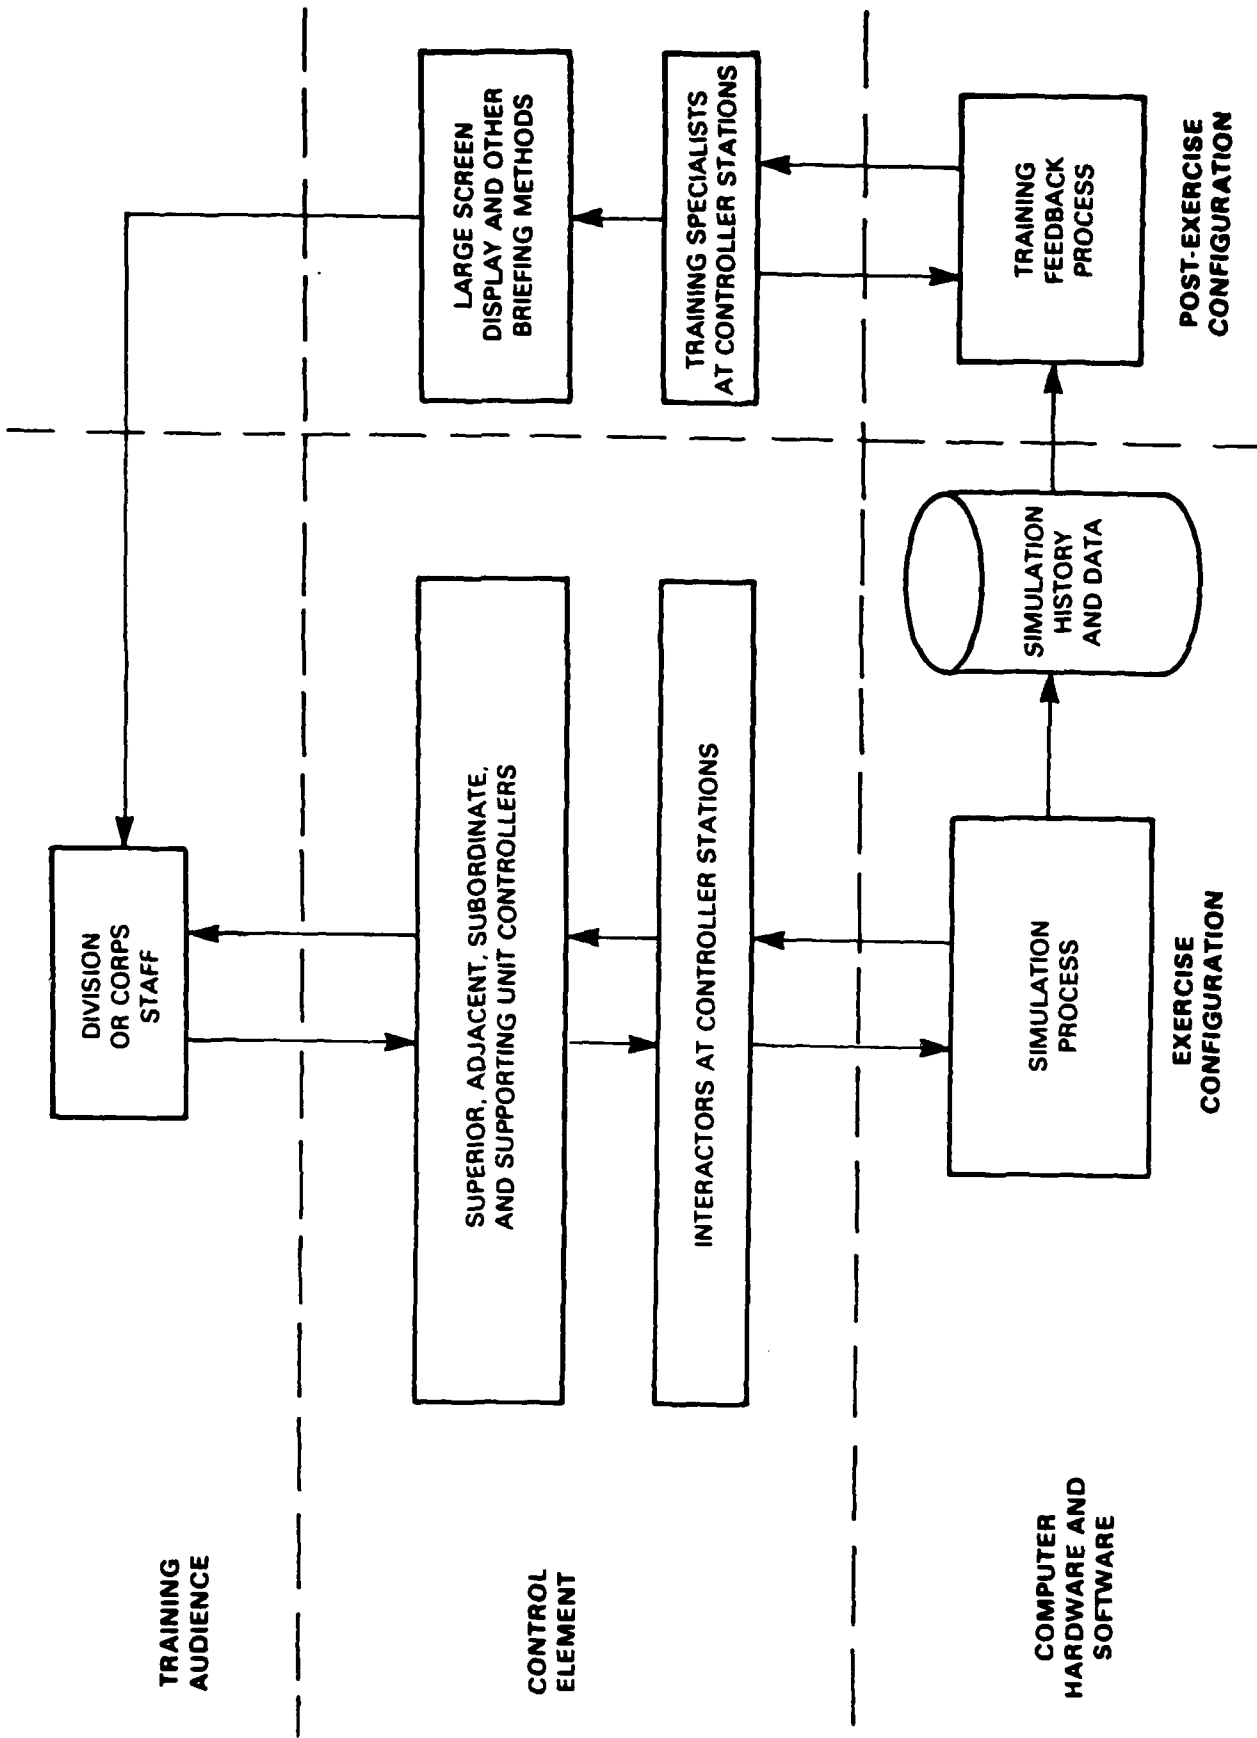 TRAINING
AUDIENCE
DIVISION
OR CORPS
STAFF
CONTROL
ELEMENT
SUPERIOR, ADJACENT, SUBORDINATE,
AND SUPPORTING UNIT CONTROLLERS
LARGE SCREEN
DISPLAY AND OTHER
BRIEFING METHODS
INTERACTORS AT CONTROLLER STATIONS
TRAINING SPECIALISTS
AT CONTROLLER STATIONS
COMPUTER
HARDWARE AND
SOFTWARE
SIMULATION
PROCESS
SIMULATION
HISTORY
AND DATA
TRAINING
FEEDBACK
PROCESS
EXERCISE
CONFIGURATION
POST-EXERCISE
CONFIGURATION